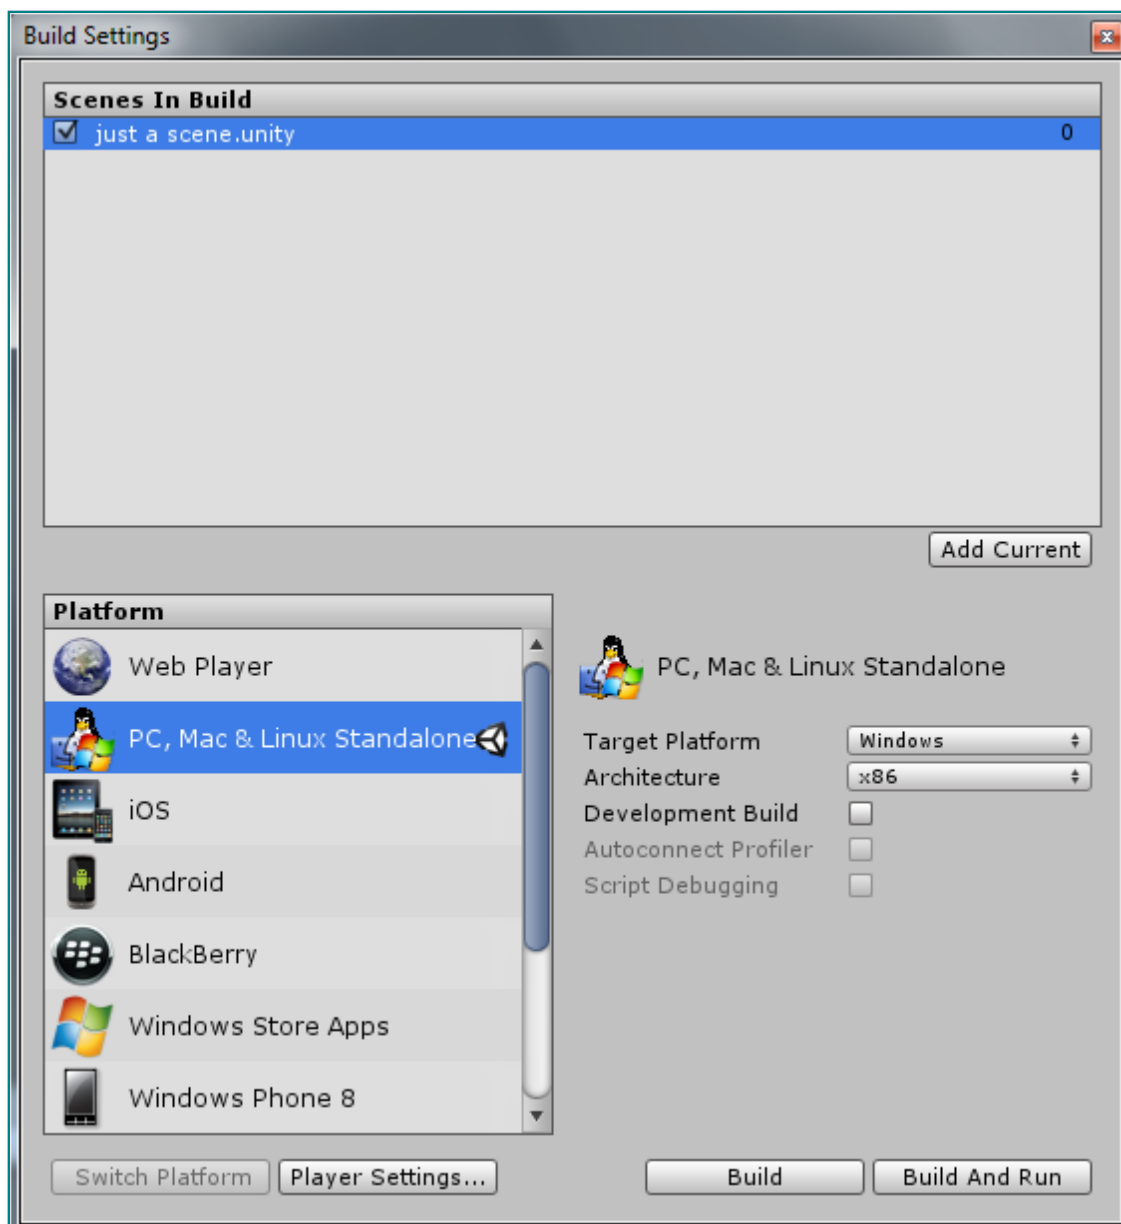 Build Settings
Scenes In Build
just a scene.unity 0
Add Current
Platform
Web Player
PC, Mac & Linux Standalone
iOS
Android
BlackBerry
Windows Store Apps
Windows Phone 8
PC, Mac & Linux Standalone
Target Platform Windows
Architecture x86
Development Build
Autoconnect Profiler
Script Debugging
Switch Platform Player Settings... Build Build And Run